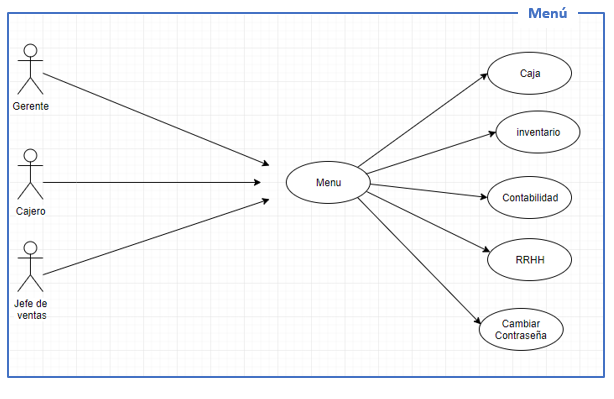 Menú
Gerente
Cajero
Jefe de
ventas
Menu
Caja
inventario
Contabilidad
RRHH
Cambiar
Contraseña